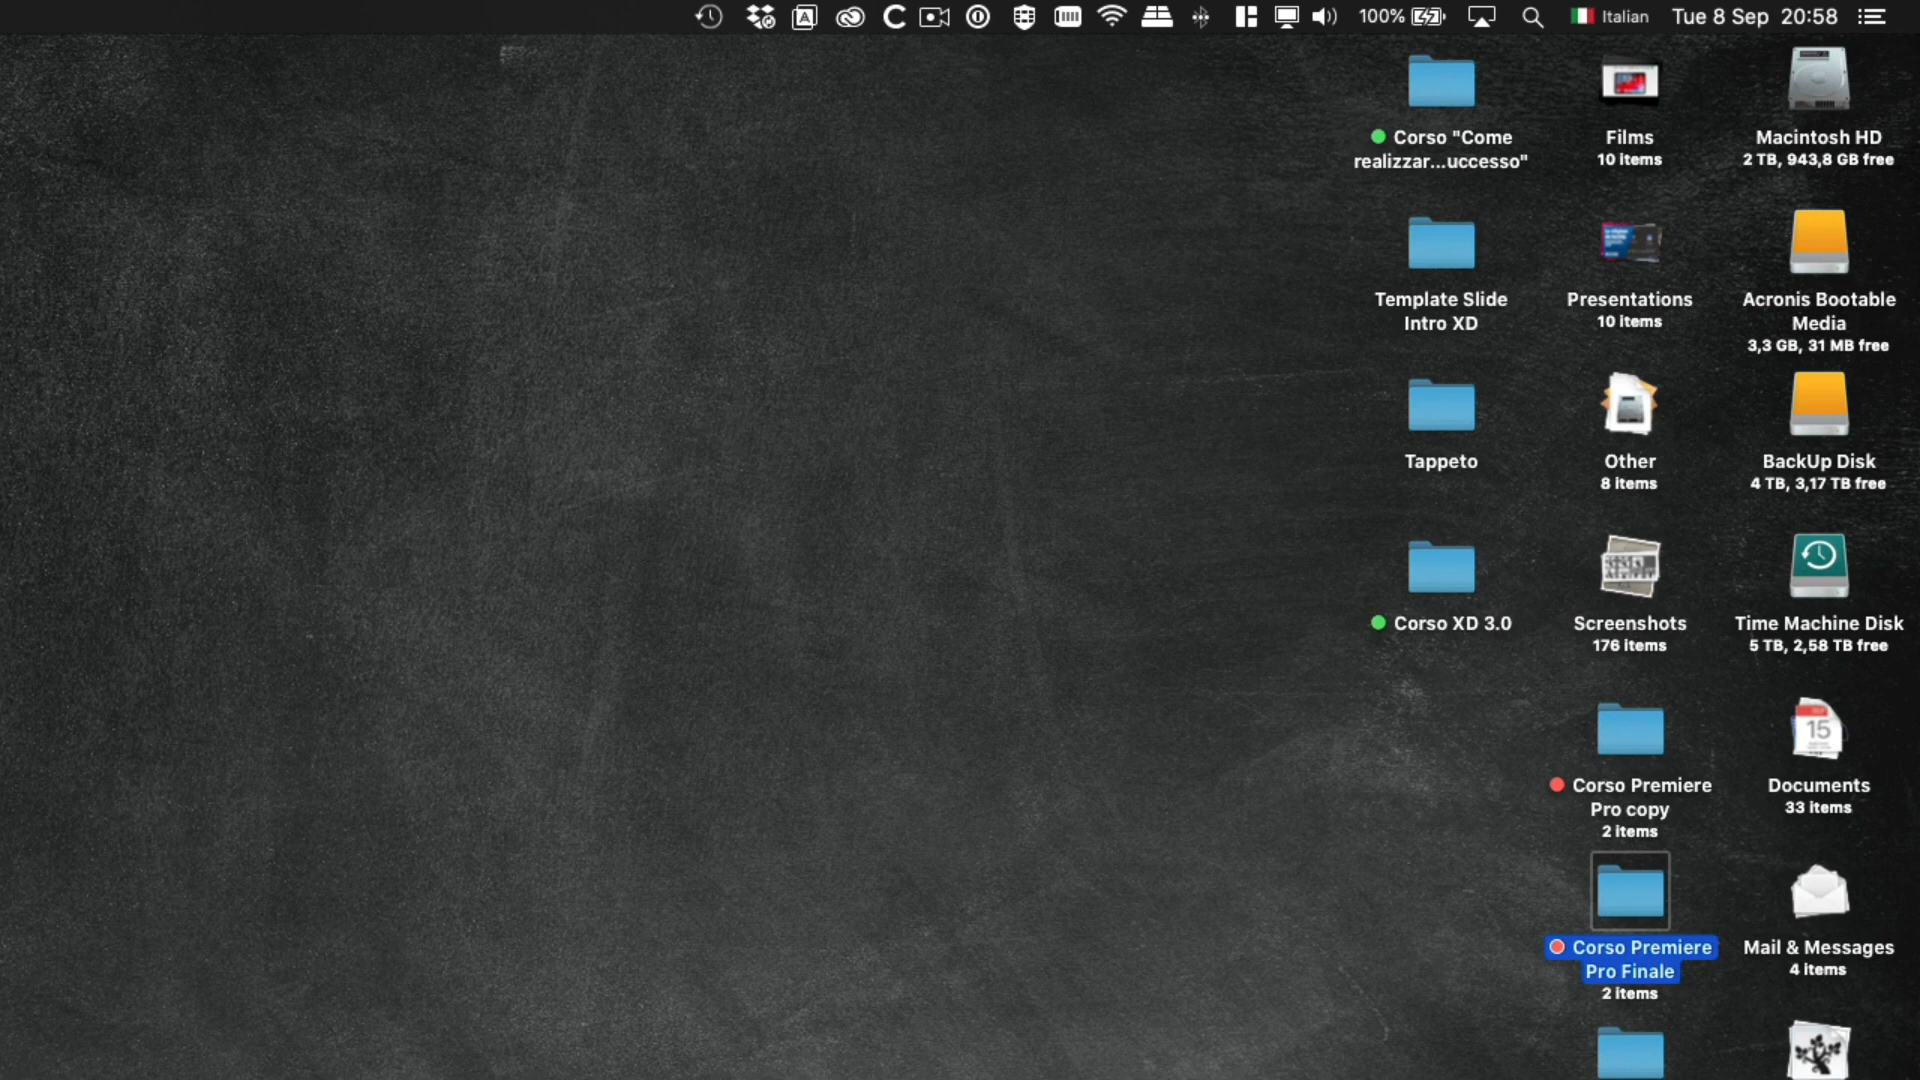 100%
Italian
Tue 8 Sep 20:58
Corso "Come
realizzar...uccesso"
Films
10 items
Macintosh HD
2 TB, 943,8 GB free
Template Slide
Intro XD
Presentations
10 items
Acronis Bootable
Media
3,3 GB, 31 MB free
Tappeto
Other
8 items
BackUp Disk
4 TB, 3,17 TB free
Corso XD 3.0
Screenshots
176 items
Time Machine Disk
5 TB, 2,58 TB free
Corso Premiere
Pro copy
2 items
15
Documents
33 items
Corso Premiere
Pro Finale
2 items
Mail & Messages
4 items